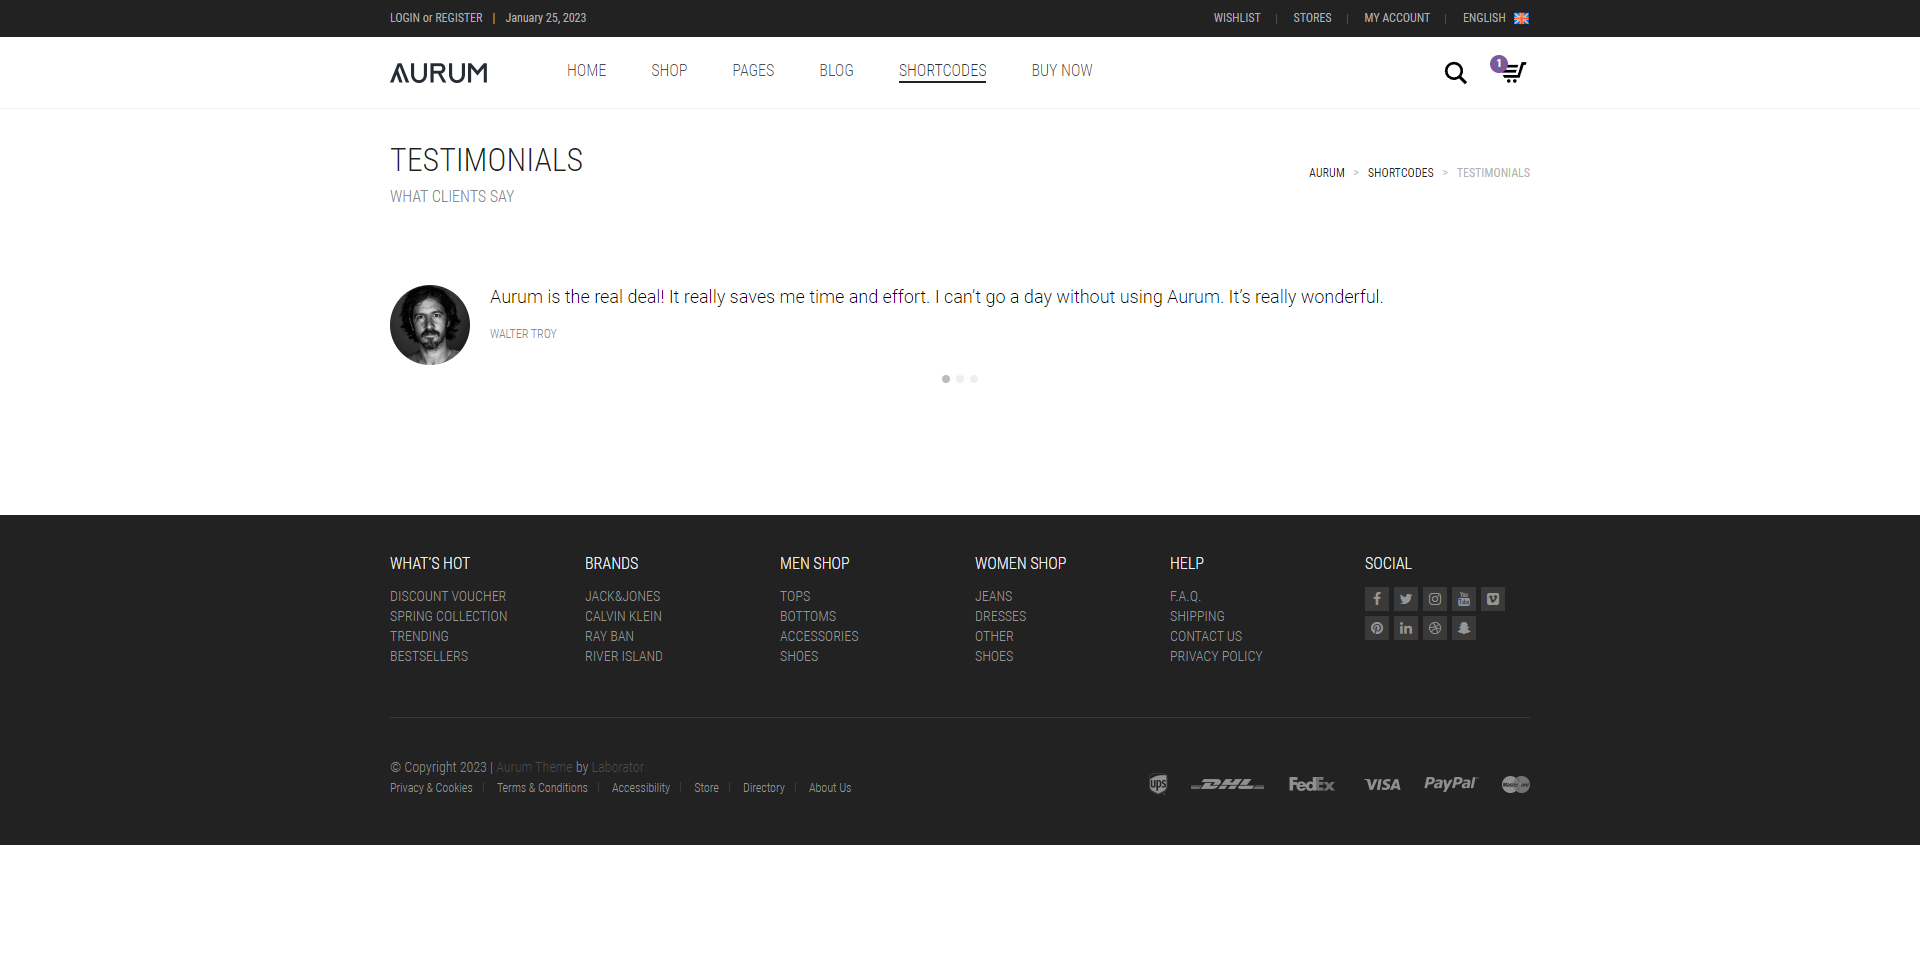 LOGIN or REGISTER | January 25, 2023
WISHLIST | STORES | MY ACCOUNT | ENGLISH
AURUM
HOME SHOP PAGES BLOG SHORTCODES BUY NOW
1
TESTIMONIALS
WHAT CLIENTS SAY
AURUM > SHORTCODES > TESTIMONIALS
Aurum is the real deal! It really saves me time and effort. I can’t go a day without using Aurum. It’s really wonderful.
WALTER TROY
WHAT’S HOT
DISCOUNT VOUCHER
SPRING COLLECTION
TRENDING
BESTSELLERS
BRANDS
JACK&JONES
CALVIN KLEIN
RAY BAN
RIVER ISLAND
MEN SHOP
TOPS
BOTTOMS
ACCESSORIES
SHOES
WOMEN SHOP
JEANS
DRESSES
OTHER
SHOES
HELP
F.A.Q.
SHIPPING
CONTACT US
PRIVACY POLICY
SOCIAL
You Tube
© Copyright 2023 | Aurum Theme by Laborator
Privacy & Cookies | Terms & Conditions | Accessibility | Store | Directory | About Us
ups DHL FedEx VISA PayPal MasterCard